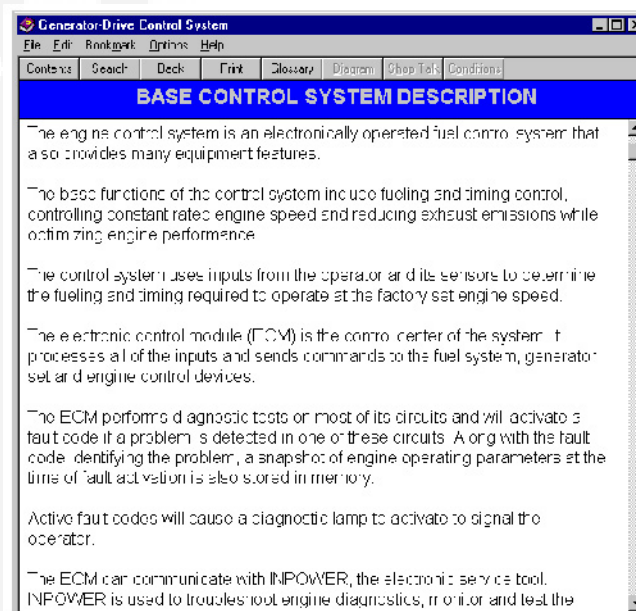 Generator-Drive Control System
File Edit Bookmark Options Help
Contents Search Back Print Glossary Diagram Shop Talk Conditions
BASE CONTROL SYSTEM DESCRIPTION
The engine control system is an electronically operated fuel control system that
also provides many equipment features.
The base functions of the control system include fueling and timing control,
controlling constant rated engine speed and reducing exhaust emissions while
optimizing engine performance.
The control system uses inputs from the operator and its sensors to determine
the fueling and timing required to operate at the factory set engine speed.
The electronic control module (ECM) is the control center of the system. It
processes all of the inputs and sends commands to the fuel system, generator
set and engine control devices.
The ECM performs diagnostic tests on most of its circuits and will activate a
fault code if a problem is detected in one of these circuits. Along with the fault
code identifying the problem, a snapshot of engine operating parameters at the
time of fault activation is also stored in memory.
Active fault codes will cause a diagnostic lamp to activate to signal the
operator.
The ECM can communicate with INPOWER, the electronic service tool.
INPOWER is used to troubleshoot engine diagnostics, monitor and test the